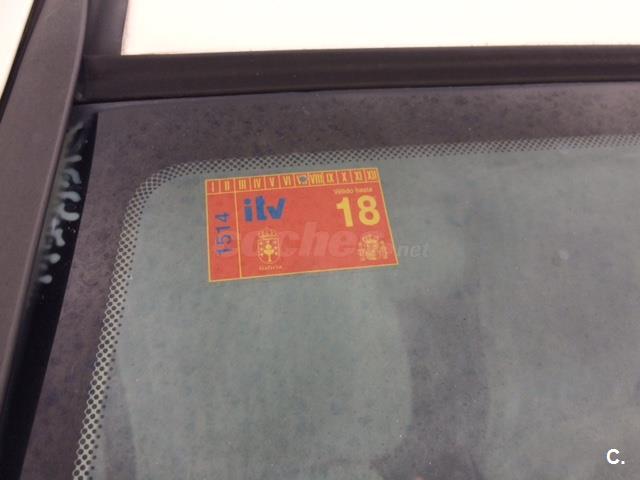 I II III IV V VI VIII IX X XI XII
Válido hasta
itv 18
1514
Galicia
coches.net
C.